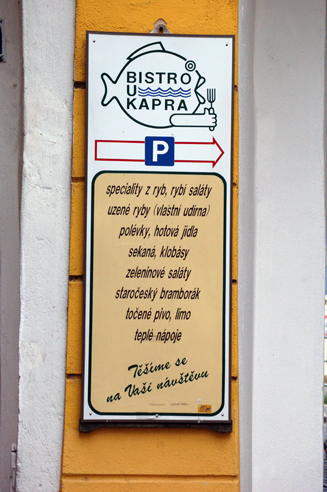 BISTRO
U
KAPRA
P
speciality z ryb, rybí saláty
uzené ryby (vlastní udírna)
polévky, hotová jídla
sekaná, klobásy
zeleninové saláty
staročeský bramborák
točené pivo, limo
teplé nápoje
Těšíme se
na Vaši návštěvu